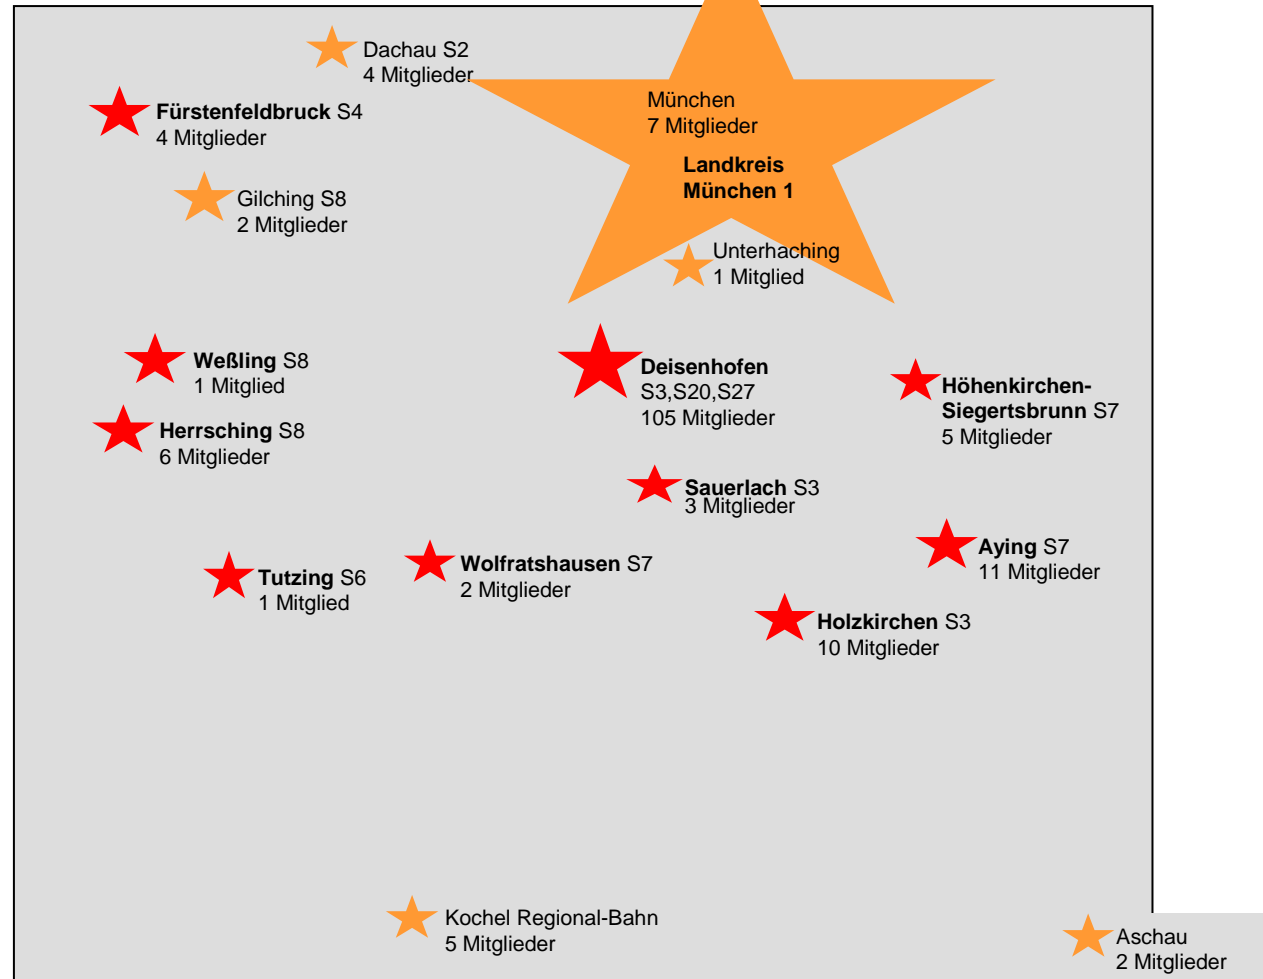 Dachau S2
4 Mitglieder
München
7 Mitglieder
Fürstenfeldbruck S4
4 Mitglieder
Landkreis
München 1
Gilching S8
2 Mitglieder
Unterhaching
1 Mitglied
Weßling S8
1 Mitglied
Deisenhofen
S3,S20,S27
105 Mitglieder
Höhenkirchen-
Siegertsbrunn S7
5 Mitglieder
Herrsching S8
6 Mitglieder
Sauerlach S3
3 Mitglieder
Aying S7
11 Mitglieder
Wolfratshausen S7
2 Mitglieder
Tutzing S6
1 Mitglied
Holzkirchen S3
10 Mitglieder
Kochel Regional-Bahn
5 Mitglieder
Aschau
2 Mitglieder